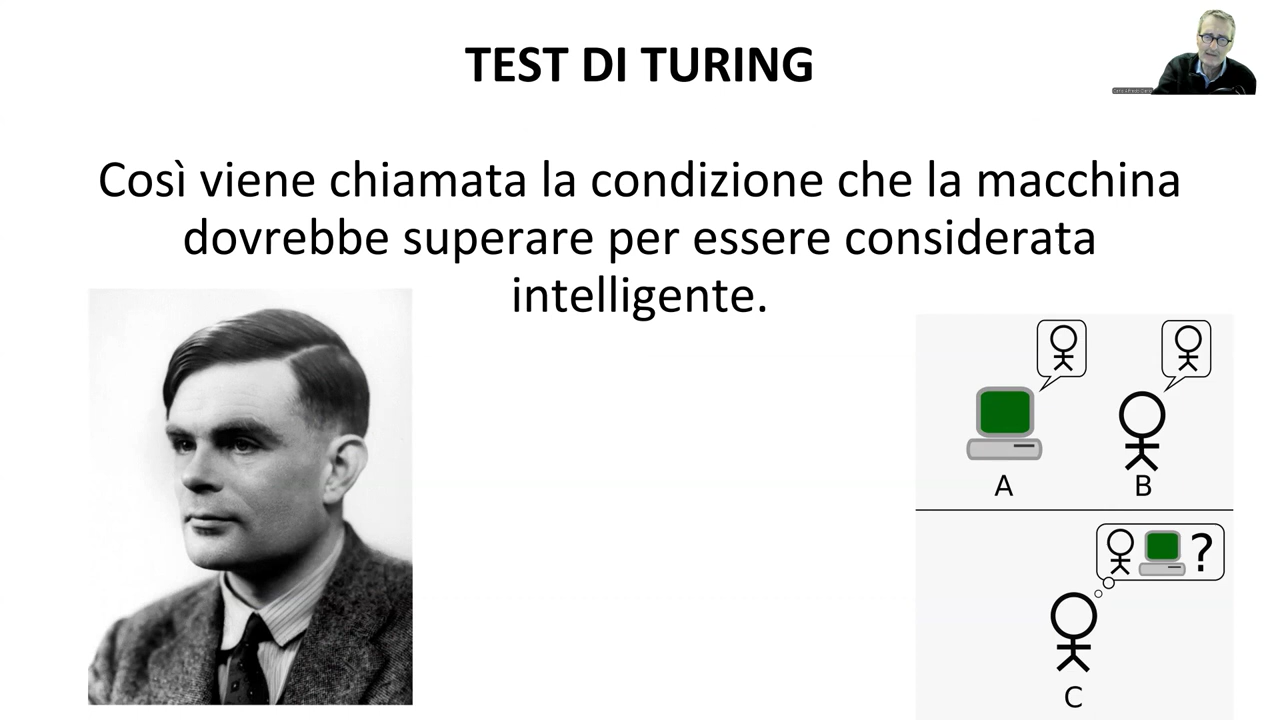 TEST DI TURING
Così viene chiamata la condizione che la macchina
dovrebbe superare per essere considerata
intelligente.
A
B
?
C